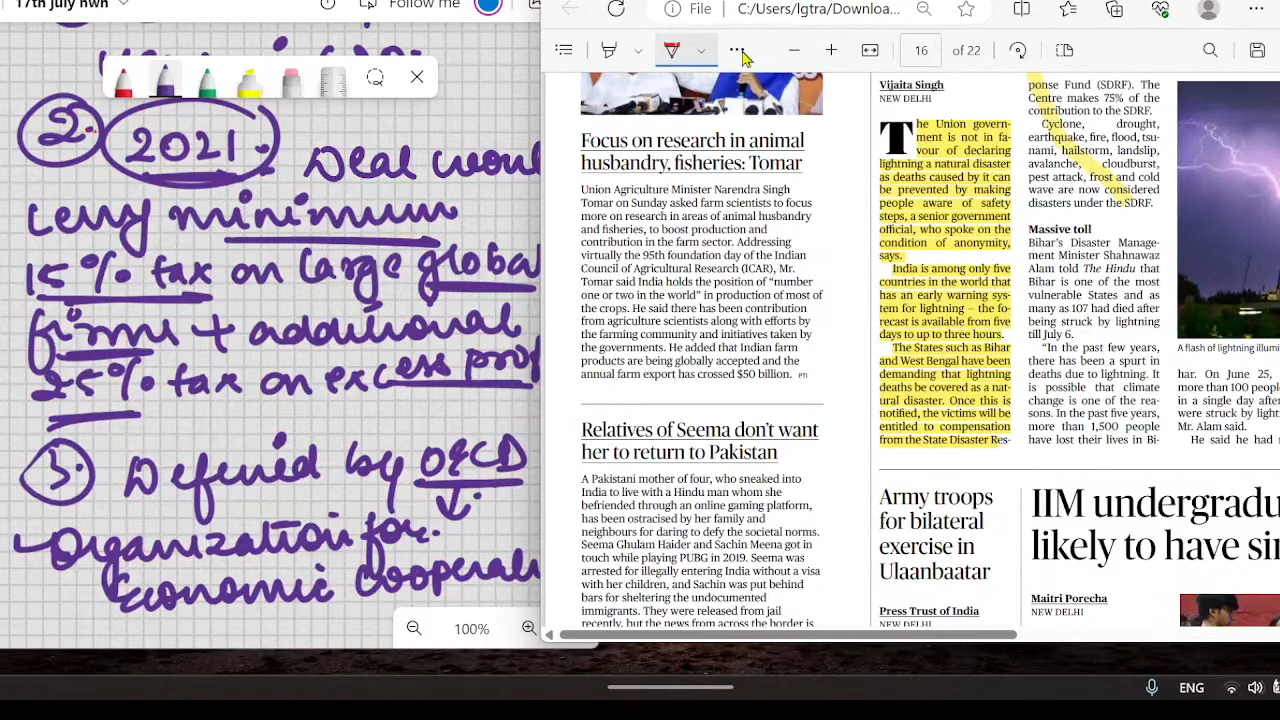 17th july nwn
Follow me
2. 2021. Deal would
levy minimum
15% tax on large globa
firms + additional
25% tax on excess prof
3. Deferred by OECD
Organization for
Economic Cooperati
100%
File
C:/Users/lgtra/Downloa...
16 of 22
Focus on research in animal
husbandry, fisheries: Tomar
Union Agriculture Minister Narendra Singh
Tomar on Sunday asked farm scientists to focus
more on research in areas of animal husbandry
and fisheries, to boost production and
contribution in the farm sector. Addressing
virtually the 95th foundation day of the Indian
Council of Agricultural Research (ICAR), Mr.
Tomar said India holds the position of “number
one or two in the world” in production of most of
the crops. He said there has been contribution
from agriculture scientists along with efforts by
the farming community and initiatives taken by
the governments. He added that Indian farm
products are being globally accepted and the
annual farm export has crossed $50 billion. PTI
Relatives of Seema don’t want
her to return to Pakistan
A Pakistani mother of four, who sneaked into
India to live with a Hindu man whom she
befriended through an online gaming platform,
has been ostracised by her family and
neighbours for daring to defy the societal norms.
Seema Ghulam Haider and Sachin Meena got in
touch while playing PUBG in 2019. Seema was
arrested for illegally entering India without a visa
with her children, and Sachin was put behind
bars for sheltering the undocumented
immigrants. They were released from jail
recently, but the news from across the border is
Vijaita Singh
NEW DELHI
The Union govern-
ment is not in fa-
vour of declaring
lightning a natural disaster
as deaths caused by it can
be prevented by making
people aware of safety
steps, a senior government
official, who spoke on the
condition of anonymity,
says.
India is among only five
countries in the world that
has an early warning sys-
tem for lightning – the fo-
recast is available from five
days to up to three hours.
The States such as Bihar
and West Bengal have been
demanding that lightning
deaths be covered as a nat-
ural disaster. Once this is
notified, the victims will be
entitled to compensation
from the State Disaster Res-
ponse Fund (SDRF). The
Centre makes 75% of the
contribution to the SDRF.
Cyclone, drought,
earthquake, fire, flood, tsu-
nami, hailstorm, landslip,
avalanche, cloudburst,
pest attack, frost and cold
wave are now considered
disasters under the SDRF.
Massive toll
Bihar’s Disaster Manage-
ment Minister Shahnawaz
Alam told The Hindu that
Bihar is one of the most
vulnerable States and as
many as 107 had died after
being struck by lightning
till July 6.
“In the past few years,
there has been a spurt in
deaths due to lightning. It
is possible that climate
change is one of the rea-
sons. In the past five years,
more than 1,500 people
have lost their lives in Bi-
A flash of lightning illumi
har. On June 25,
more than 100 people
in a single day after
were struck by light
Mr. Alam said.
He said he had
Army troops
for bilateral
exercise in
Ulaanbaatar
Press Trust of India
NEW DELHI
IIM undergradu
likely to have sin
Maitri Porecha
NEW DELHI
ENG